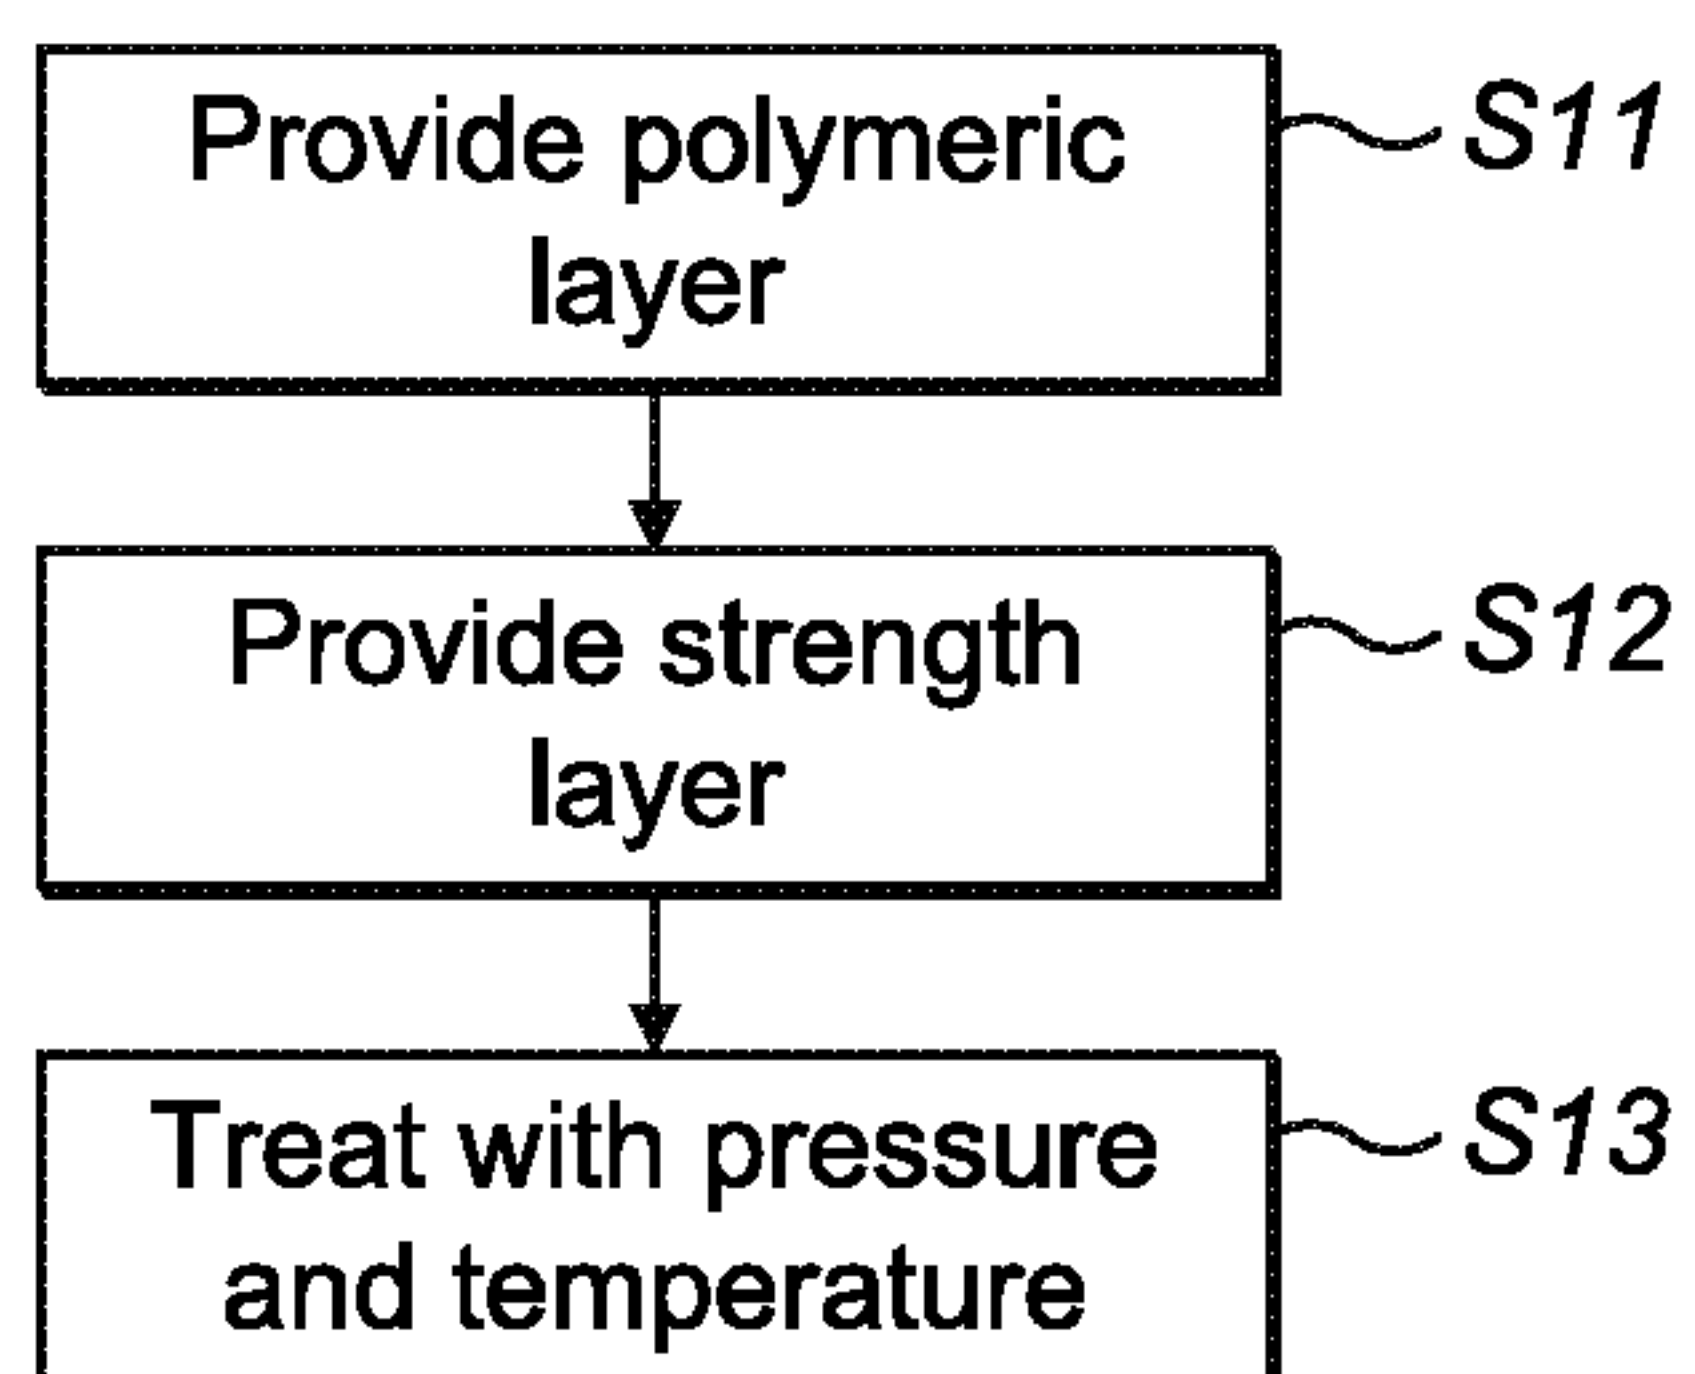 Provide polymeric
layer
S11
Provide strength
layer
S12
Treat with pressure
and temperature
S13